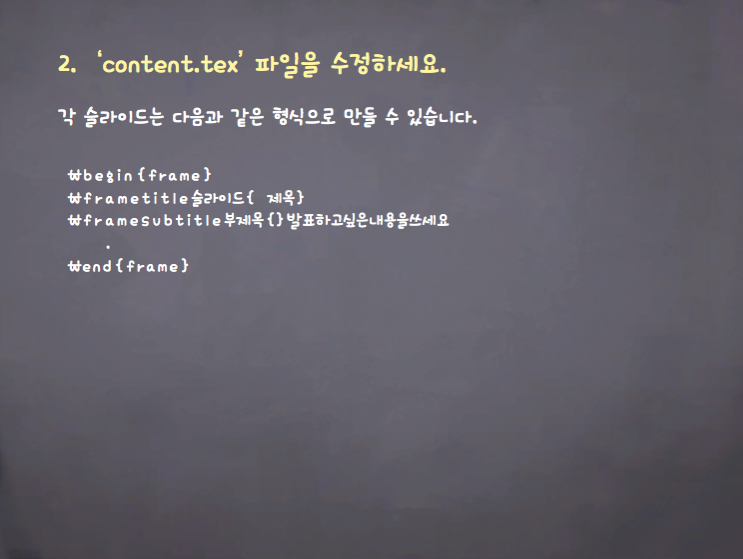 2. ‘content.tex’ 파일을 수정하세요.
각 슬라이드는 다음과 같은 형식으로 만들 수 있습니다.
₩begin{frame}
₩frametitle슬라이드{ 제목}
₩framesubtitle부제목{}발표하고싶은내용을쓰세요
.
₩end{frame}